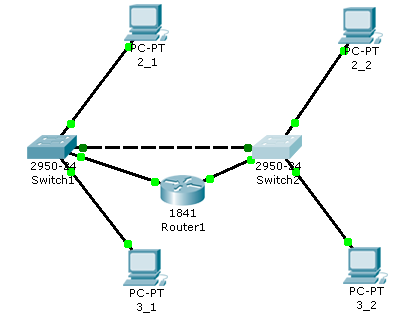 PC-PT
2_1
PC-PT
2_2
2950-24
Switch1
2950-24
Switch2
1841
Router1
PC-PT
3_1
PC-PT
3_2